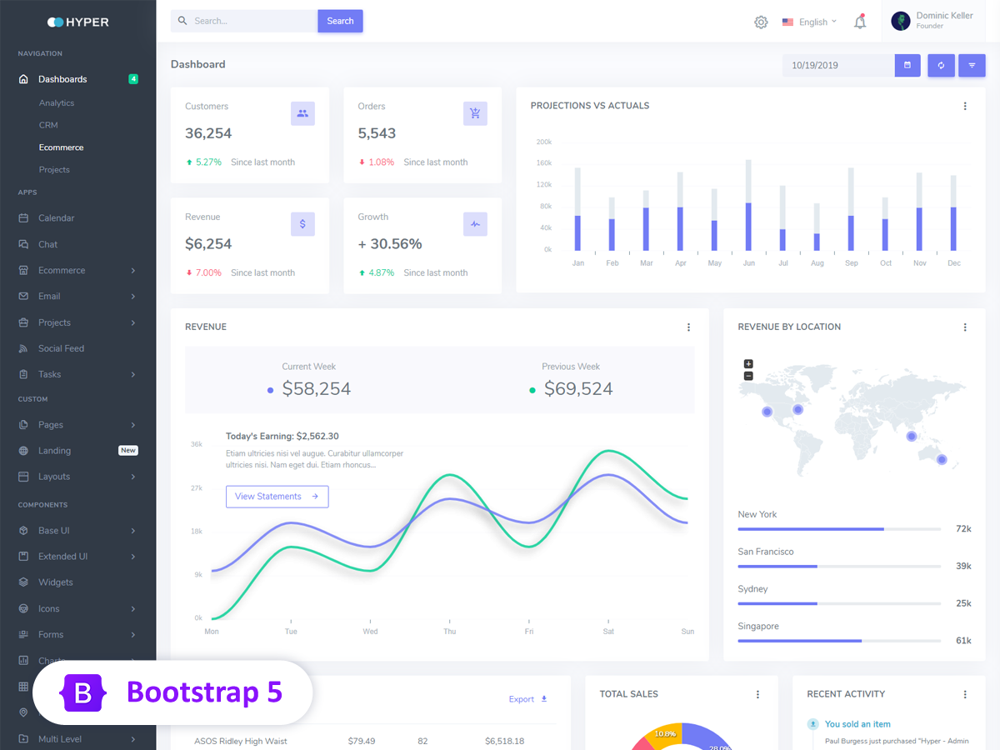 HYPER
Search...
Search
English
Dominic Keller
Founder
NAVIGATION
Dashboards
4
Analytics
CRM
Ecommerce
Projects
APPS
Calendar
Chat
Ecommerce
Email
Projects
Social Feed
Tasks
CUSTOM
Pages
Landing
New
Layouts
COMPONENTS
Base UI
Extended UI
Widgets
Icons
Forms
Multi Level
Dashboard
10/19/2019
Customers
36,254
5.27% Since last month
Orders
5,543
1.08% Since last month
Revenue
$6,254
7.00% Since last month
Growth
+ 30.56%
4.87% Since last month
PROJECTIONS VS ACTUALS
200k
160k
120k
80k
40k
0k
Jan Feb Mar Apr May Jun Jul Aug Sep Oct Nov Dec
REVENUE
Current Week
$58,254
Previous Week
$69,524
Today's Earning: $2,562.30
Etiam ultricies nisi vel augue. Curabitur ullamcorper
ultricies nisi. Nam eget dui. Etiam rhoncus...
View Statements
36k
27k
18k
9k
0k
Mon Tue Wed Thu Fri Sat Sun
REVENUE BY LOCATION
+
−
New York
72k
San Francisco
39k
Sydney
25k
Singapore
61k
B Bootstrap 5
Export
ASOS Ridley High Waist $79.49 82 $6,518.18
TOTAL SALES
10.8%
28.0%
RECENT ACTIVITY
You sold an item
Paul Burgess just purchased "Hyper - Admin